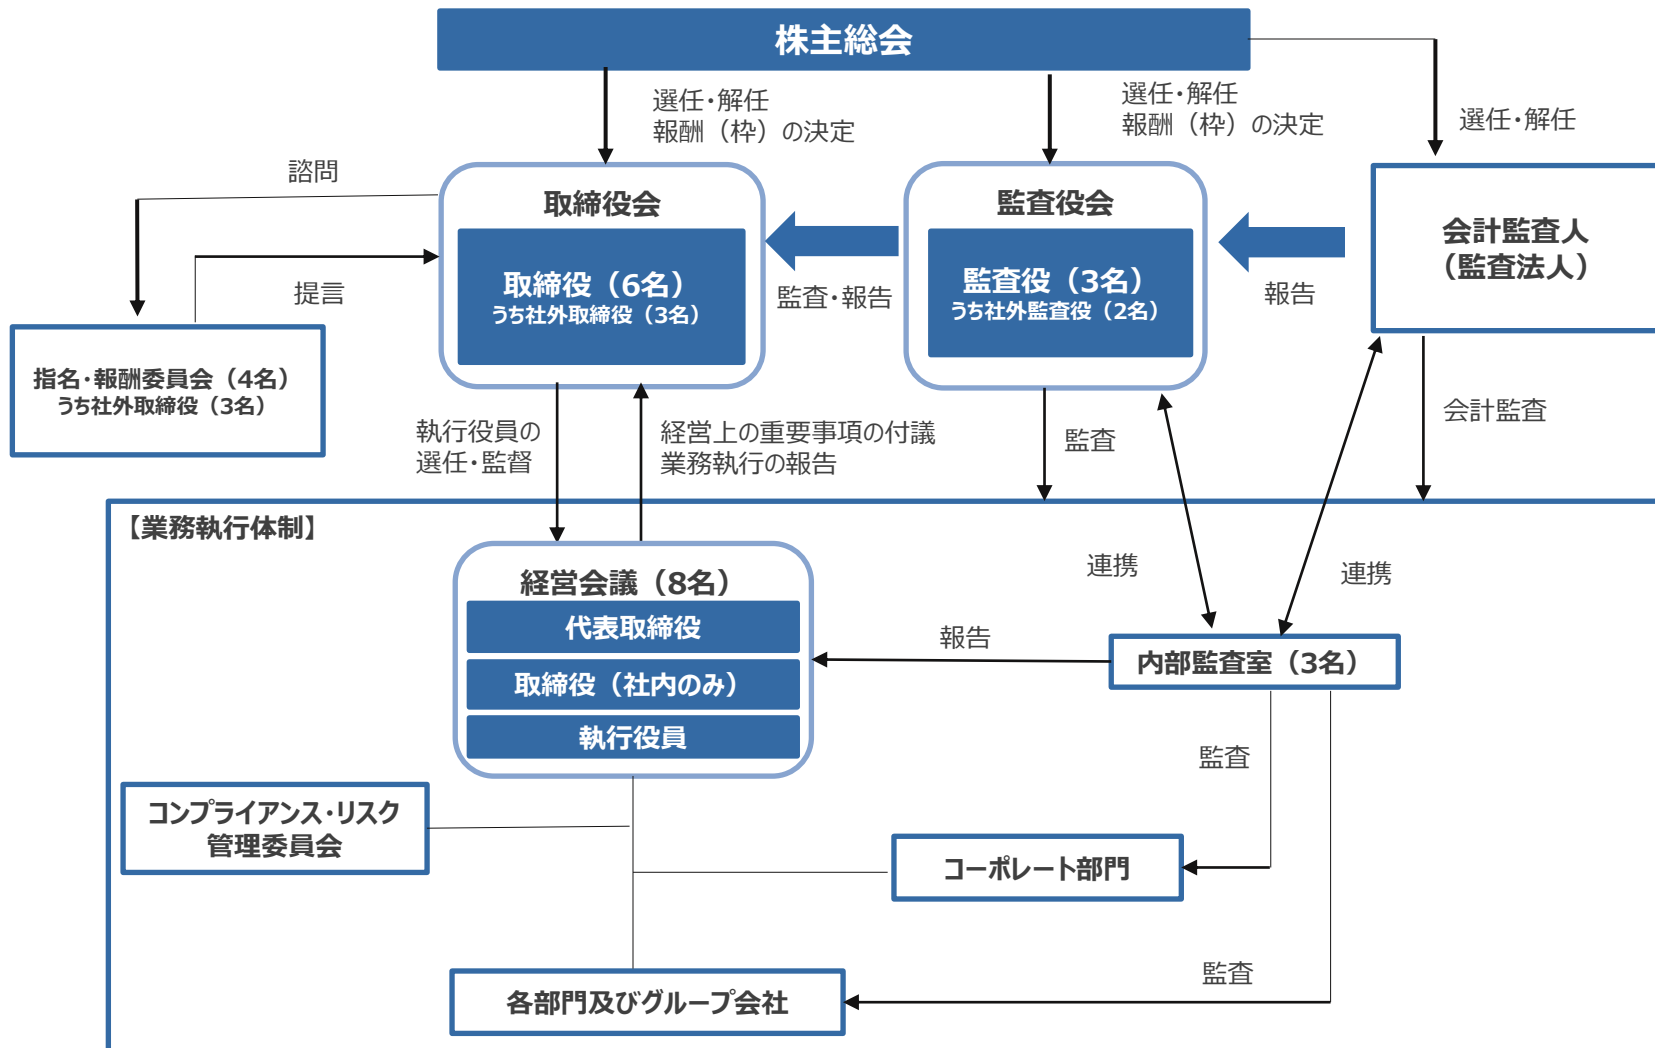 株主総会
選任・解任
報酬（枠）の決定
選任・解任
報酬（枠）の決定
選任・解任
諮問
取締役会
取締役（6名）
うち社外取締役（3名）
監査・報告
監査役会
監査役（3名）
うち社外監査役（2名）
報告
会計監査人
（監査法人）
提言
指名・報酬委員会（4名）
うち社外取締役（3名）
執行役員の
選任・監督
経営上の重要事項の付議
業務執行の報告
監査
会計監査
【業務執行体制】
経営会議（8名）
代表取締役
取締役（社内のみ）
執行役員
連携
連携
報告
内部監査室（3名）
監査
コンプライアンス・リスク
管理委員会
コーポレート部門
監査
各部門及びグループ会社